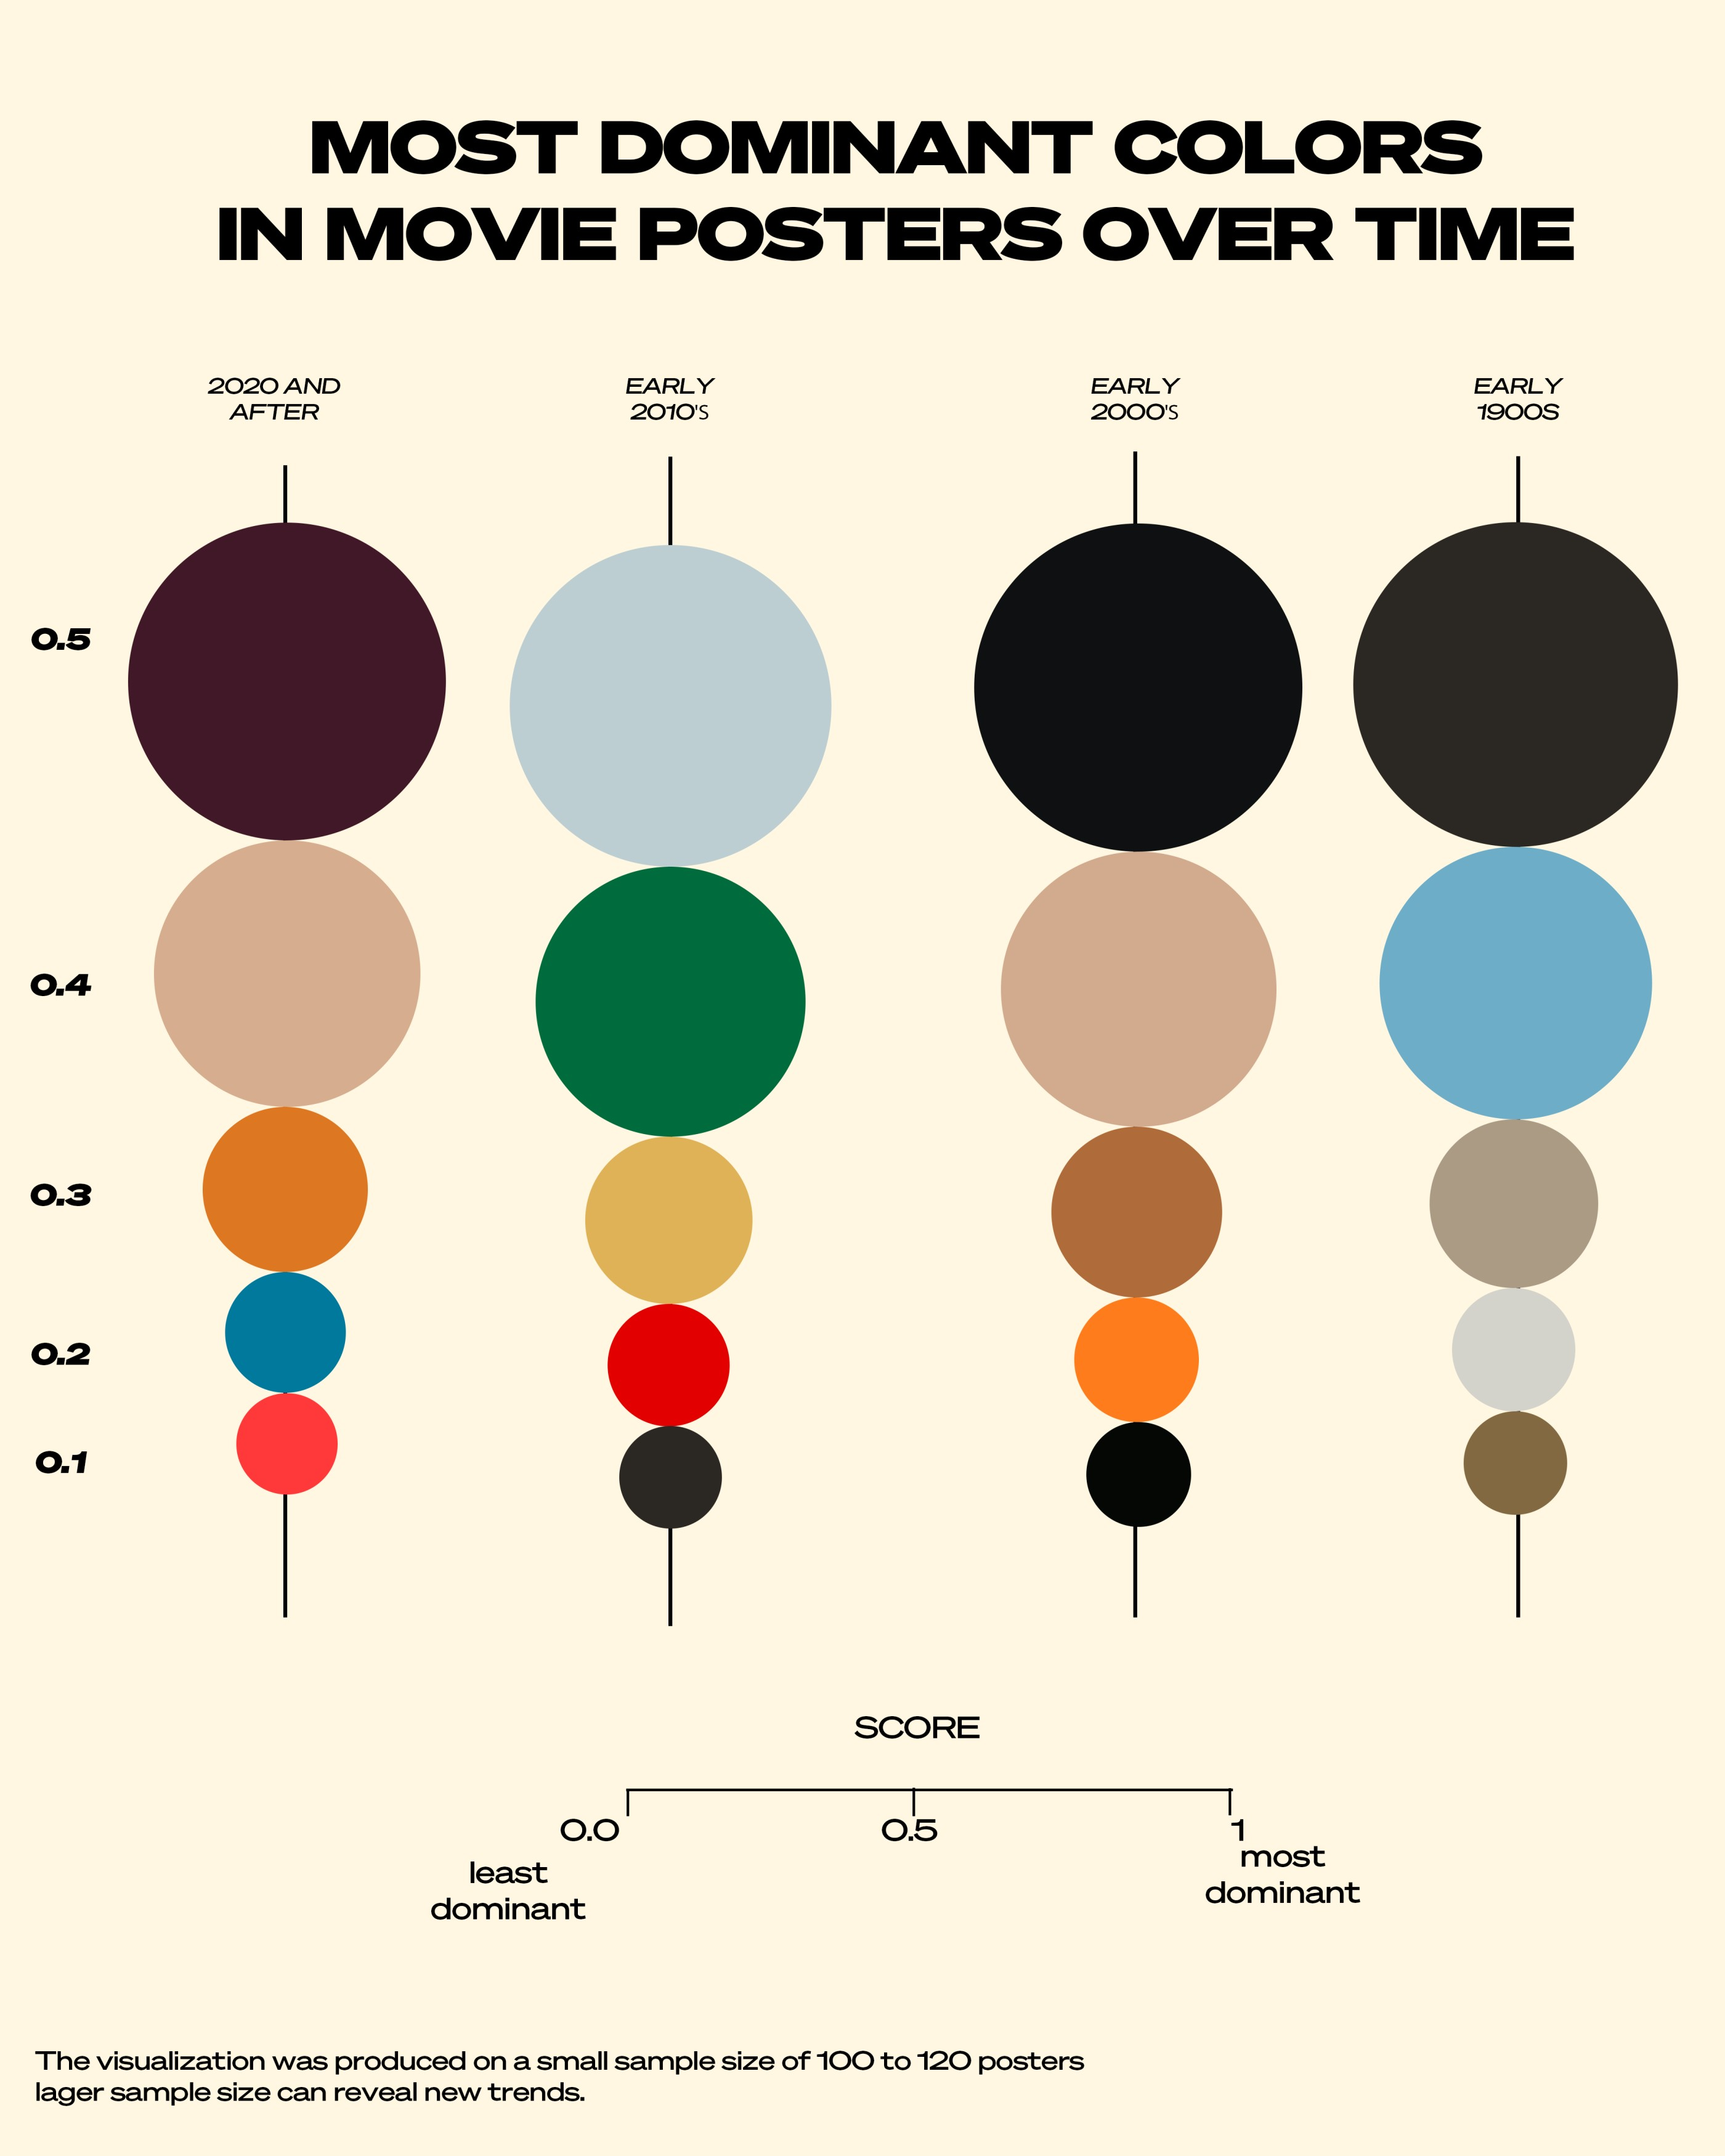 MOST DOMINANT COLORS
IN MOVIE POSTERS OVER TIME
2020 AND
AFTER
EARLY
2010'S
EARLY
2000'S
EARLY
1900S
0.5
0.4
0.3
0.2
0.1
SCORE
0.0
0.5
1
least
dominant
most
dominant
The visualization was produced on a small sample size of 100 to 120 posters
lager sample size can reveal new trends.